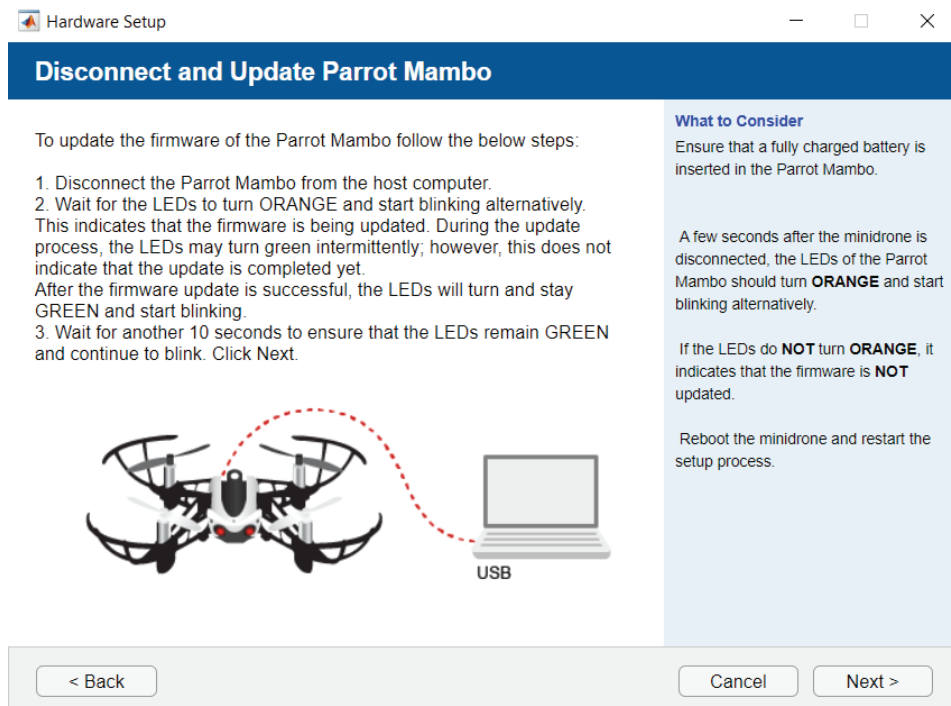 Hardware Setup
Disconnect and Update Parrot Mambo
To update the firmware of the Parrot Mambo follow the below steps:
1. Disconnect the Parrot Mambo from the host computer.
2. Wait for the LEDs to turn ORANGE and start blinking alternatively.
This indicates that the firmware is being updated. During the update
process, the LEDs may turn green intermittently; however, this does not
indicate that the update is completed yet.
After the firmware update is successful, the LEDs will turn and stay
GREEN and start blinking.
3. Wait for another 10 seconds to ensure that the LEDs remain GREEN
and continue to blink. Click Next.
USB
What to Consider
Ensure that a fully charged battery is
inserted in the Parrot Mambo.
A few seconds after the minidrone is
disconnected, the LEDs of the Parrot
Mambo should turn ORANGE and start
blinking alternatively.
If the LEDs do NOT turn ORANGE, it
indicates that the firmware is NOT
updated.
Reboot the minidrone and restart the
setup process.
< Back
Cancel
Next >